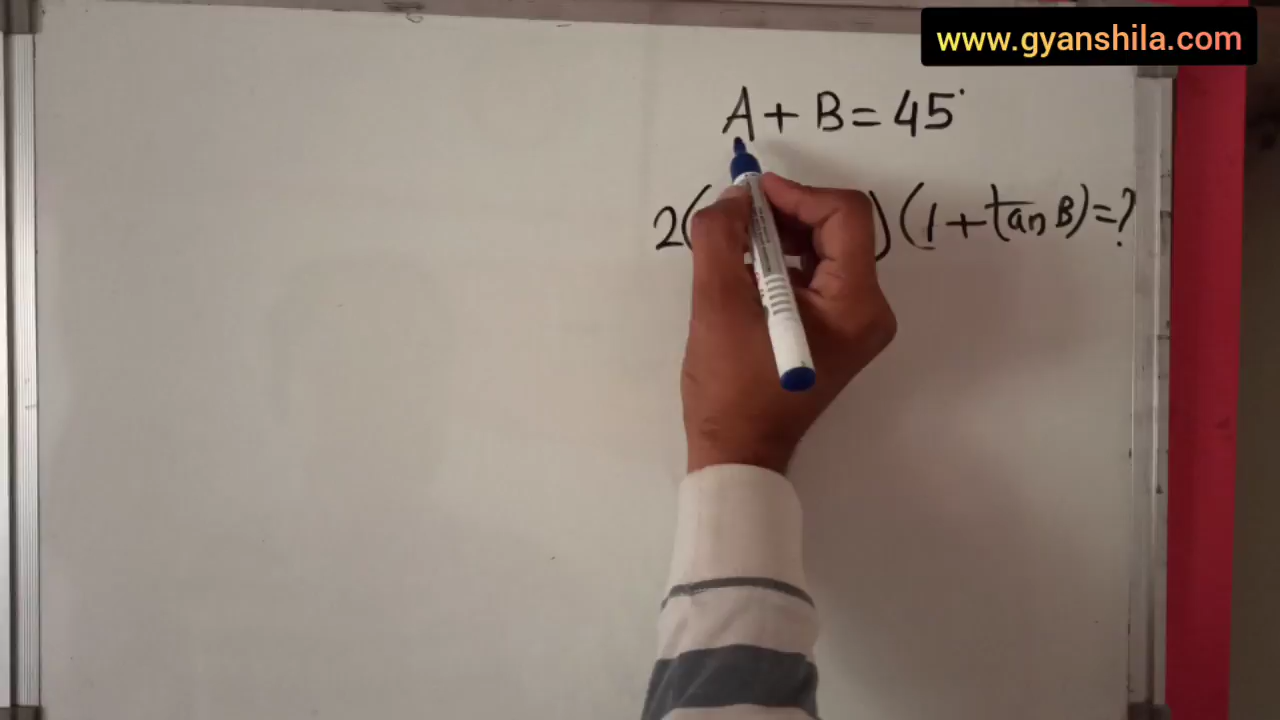 www.gyanshila.com
A + B = 45°
2( ) (1 + tan B) = ?